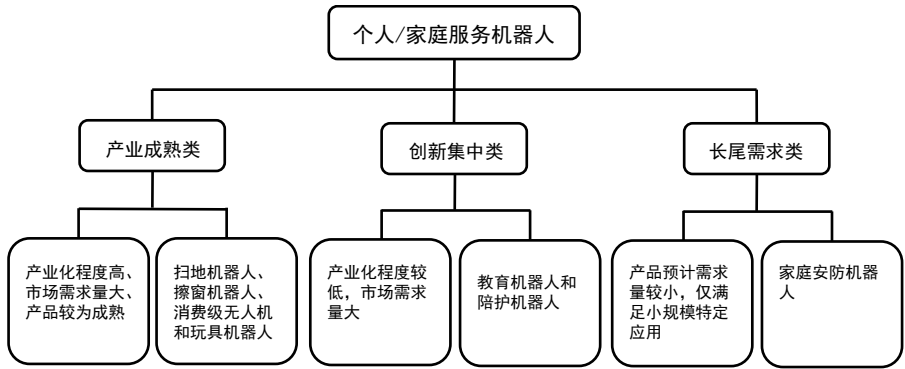 个人/家庭服务机器人
产业成熟类
创新集中类
长尾需求类
产业化程度高、
市场需求量大、
产品较为成熟
扫地机器人、
擦窗机器人、
消费级无人机
和玩具机器人
产业化程度较
低，市场需求
量大
教育机器人和
陪护机器人
产品预计需求
量较小，仅满
足小规模特定
应用
家庭安防机器
人